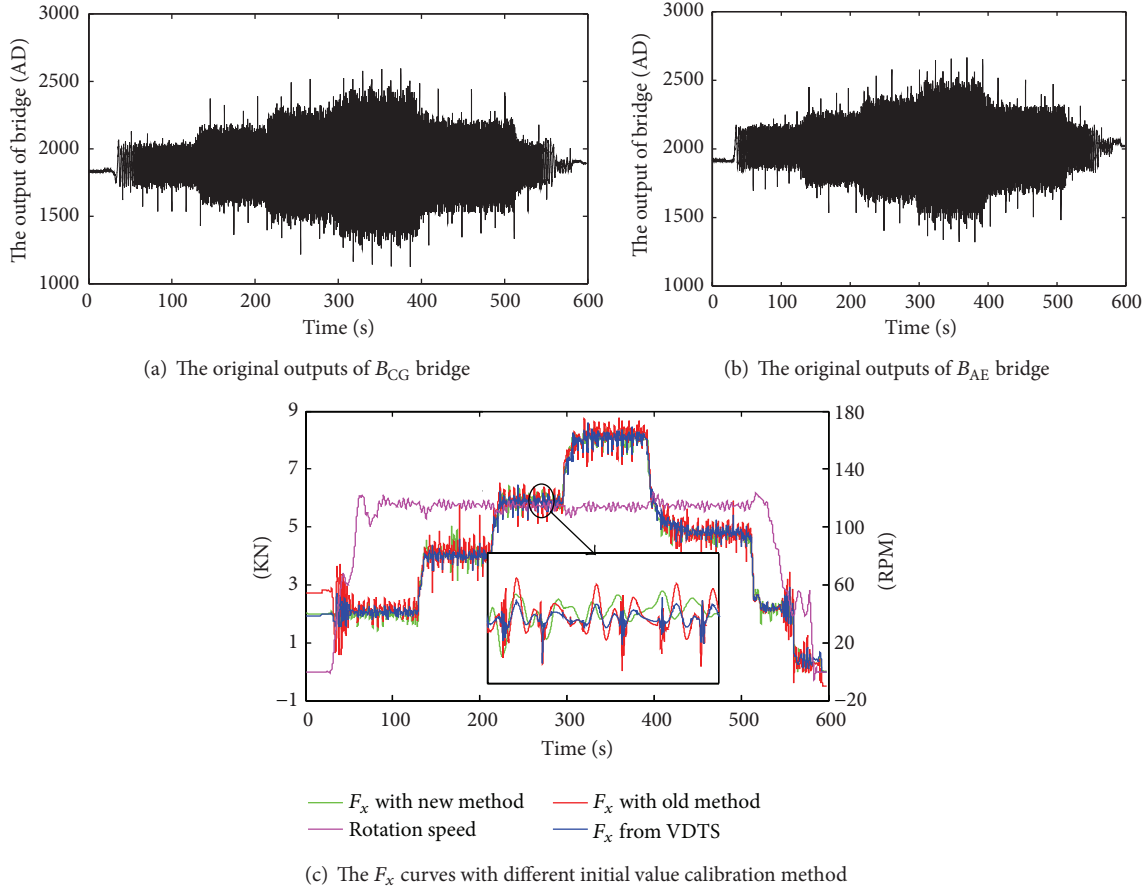 3000
2500
2000
1500
1000
0 100 200 300 400 500 600
The output of bridge (AD)
Time (s)
(a) The original outputs of B_CG bridge
3000
2500
2000
1500
1000
0 100 200 300 400 500 600
The output of bridge (AD)
Time (s)
(b) The original outputs of B_AE bridge
9
7
5
3
1
−1
(KN)
180
140
100
60
20
−20
(RPM)
0 100 200 300 400 500 600
Time (s)
F_x with new method
F_x with old method
Rotation speed
F_x from VDTS
(c) The F_x curves with different initial value calibration method